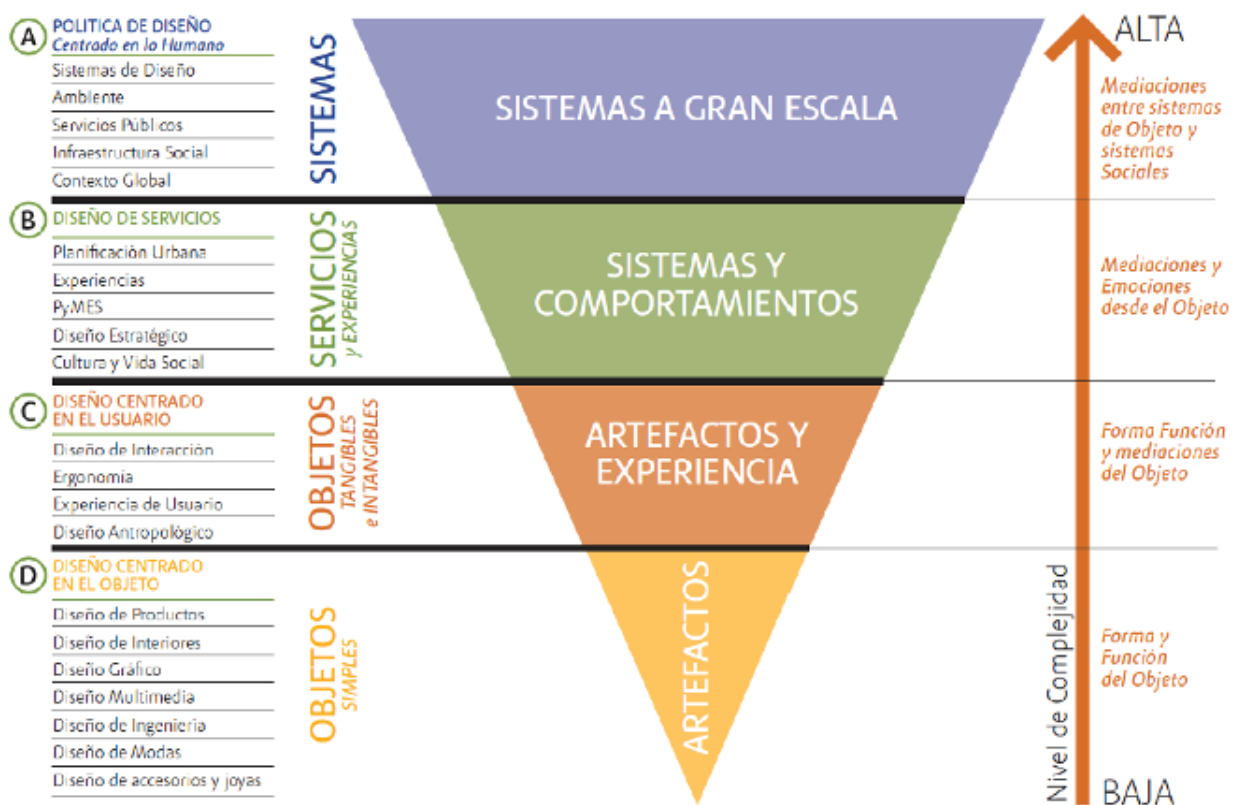 A
POLITICA DE DISEÑO
Centrado en lo Humano
Sistemas de Diseño
Ambiente
Servicios Públicos
Infraestructura Social
Contexto Global
SISTEMAS
SISTEMAS A GRAN ESCALA
ALTA
Mediaciones
entre sistemas
de Objeto y
sistemas
Sociales
B
DISEÑO DE SERVICIOS
Planificación Urbana
Experiencias
PyMES
Diseño Estratégico
Cultura y Vida Social
SERVICIOS
y EXPERIENCIAS
SISTEMAS Y
COMPORTAMIENTOS
Mediaciones y
Emociones
desde el Objeto
C
DISEÑO CENTRADO
EN EL USUARIO
Diseño de Interacción
Ergonomía
Experiencia de Usuario
Diseño Antropológico
OBJETOS
TANGIBLES
e INTANGIBLES
ARTEFACTOS Y
EXPERIENCIA
Forma Función
y mediaciones
del Objeto
D
DISEÑO CENTRADO
EN EL OBJETO
Diseño de Productos
Diseño de Interiores
Diseño Gráfico
Diseño Multimedia
Diseño de Ingeniería
Diseño de Modas
Diseño de accesorios y joyas
OBJETOS
SIMPLES
ARTEFACTOS
Nivel de Complejidad
Forma y
Función
del Objeto
BAJA